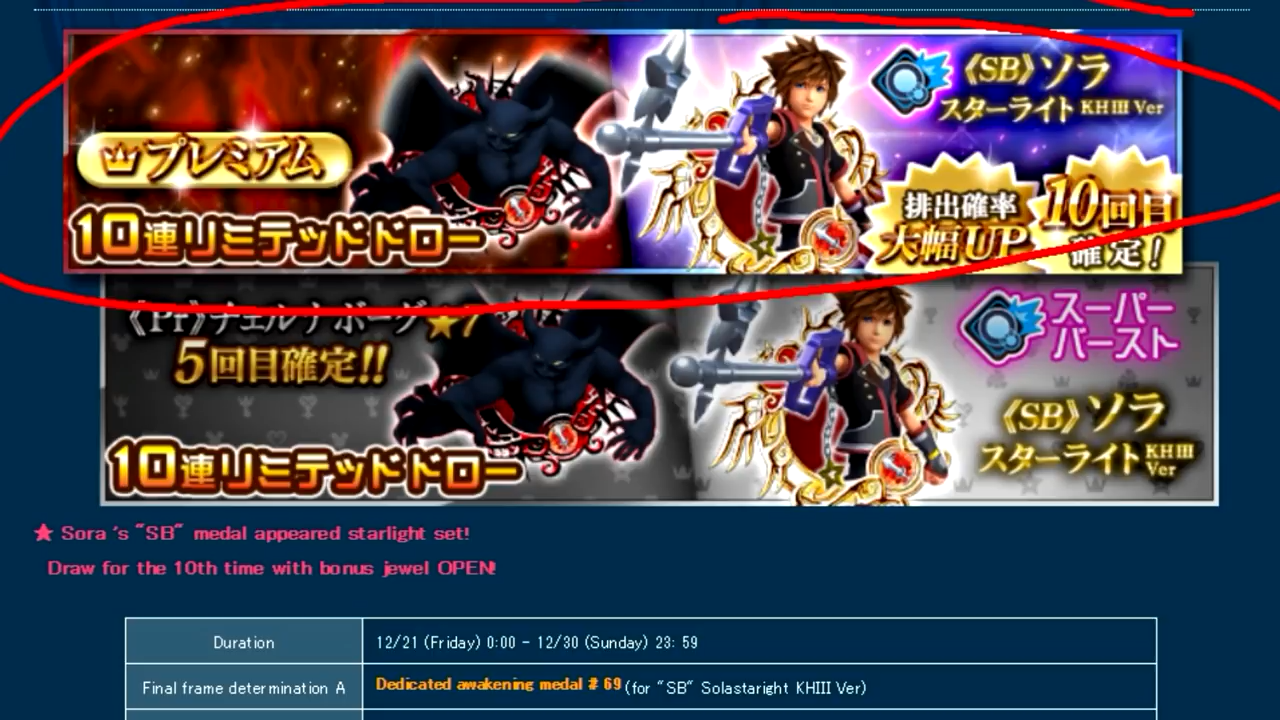 プレミアム
10連リミテッドドロー
《SB》ソラ
スターライト KHⅢ Ver
排出確率
大幅UP
10回目
確定!
《Pr》チェルナボーグ★7
5回目確定!!
10連リミテッドドロー
スーパー
バースト
《SB》ソラ
スターライト KHⅢ
Ver
★ Sora 's "SB" medal appeared starlight set!
Draw for the 10th time with bonus jewel OPEN!
Duration
12/21 (Friday) 0:00 - 12/30 (Sunday) 23: 59
Final frame determination A
Dedicated awakening medal # 69 (for "SB" Solastaright KHIII Ver)